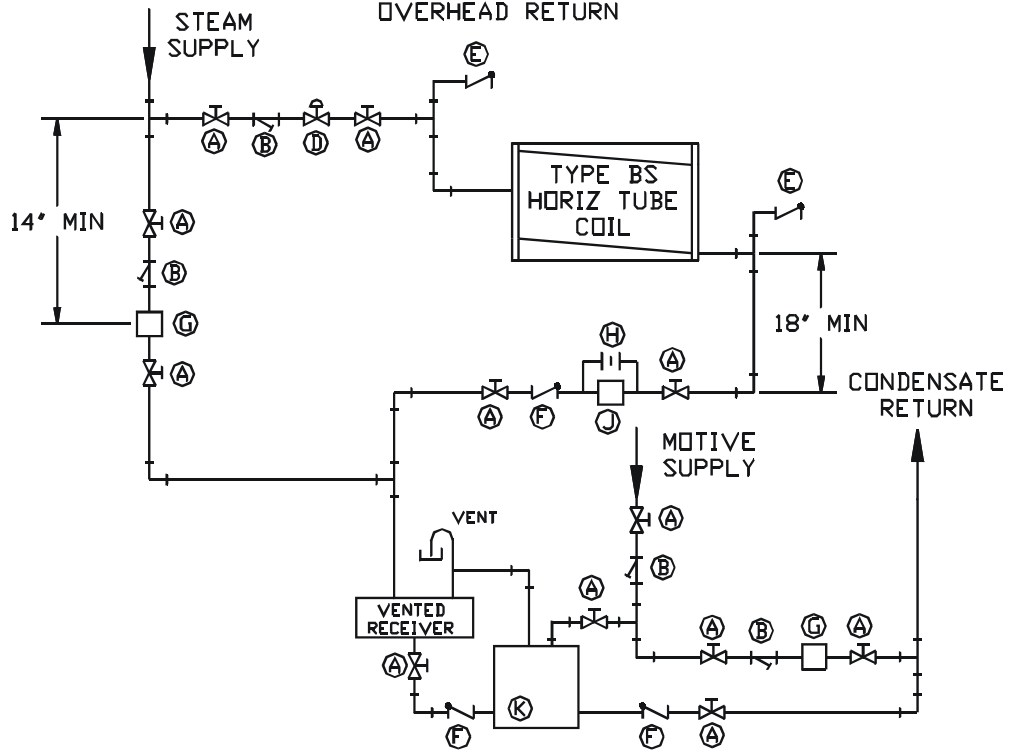 OVERHEAD RETURN
STEAM
SUPPLY
E
A
B
D
A
TYPE BS
HORIZ TUBE
COIL
E
14" MIN
A
B
G
A
18" MIN
H
A
A
F
J
CONDENSATE
RETURN
MOTIVE
SUPPLY
A
VENT
B
A
VENTED
RECEIVER
A
B
G
A
A
K
F
F
A